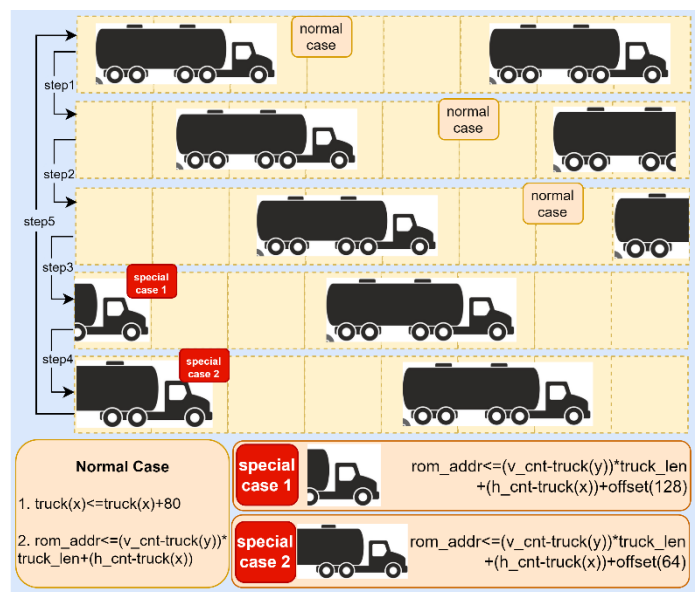 normal
case
step1
normal
case
step2
normal
case
step5
step3
special
case 1
step4
special
case 2
Normal Case
1. truck(x)<=truck(x)+80
2. rom_addr<=(v_cnt-truck(y))*
truck_len+(h_cnt-truck(x))
special
case 1
rom_addr<=(v_cnt-truck(y))*truck_len
+(h_cnt-truck(x))+offset(128)
special
case 2
rom_addr<=(v_cnt-truck(y))*truck_len
+(h_cnt-truck(x))+offset(64)